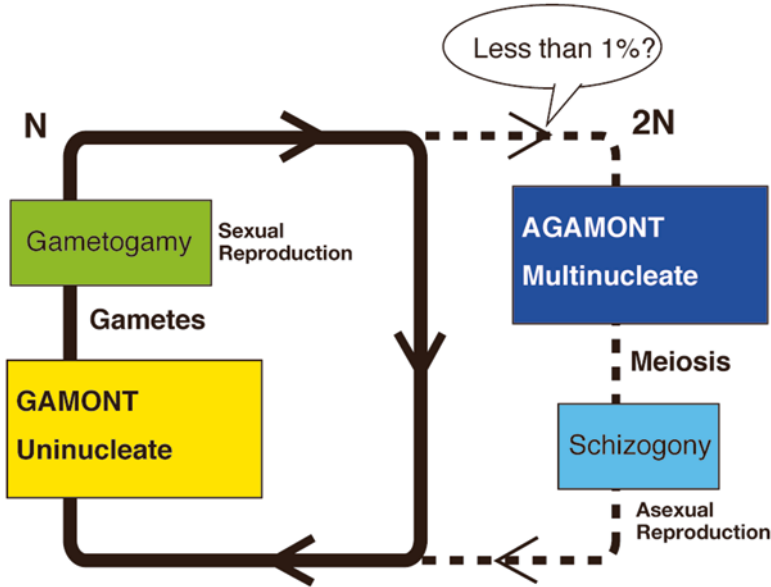 Less than 1%?
N
2N
Gametogamy
Sexual
Reproduction
AGAMONT
Multinucleate
Gametes
Meiosis
GAMONT
Uninucleate
Schizogony
Asexual
Reproduction